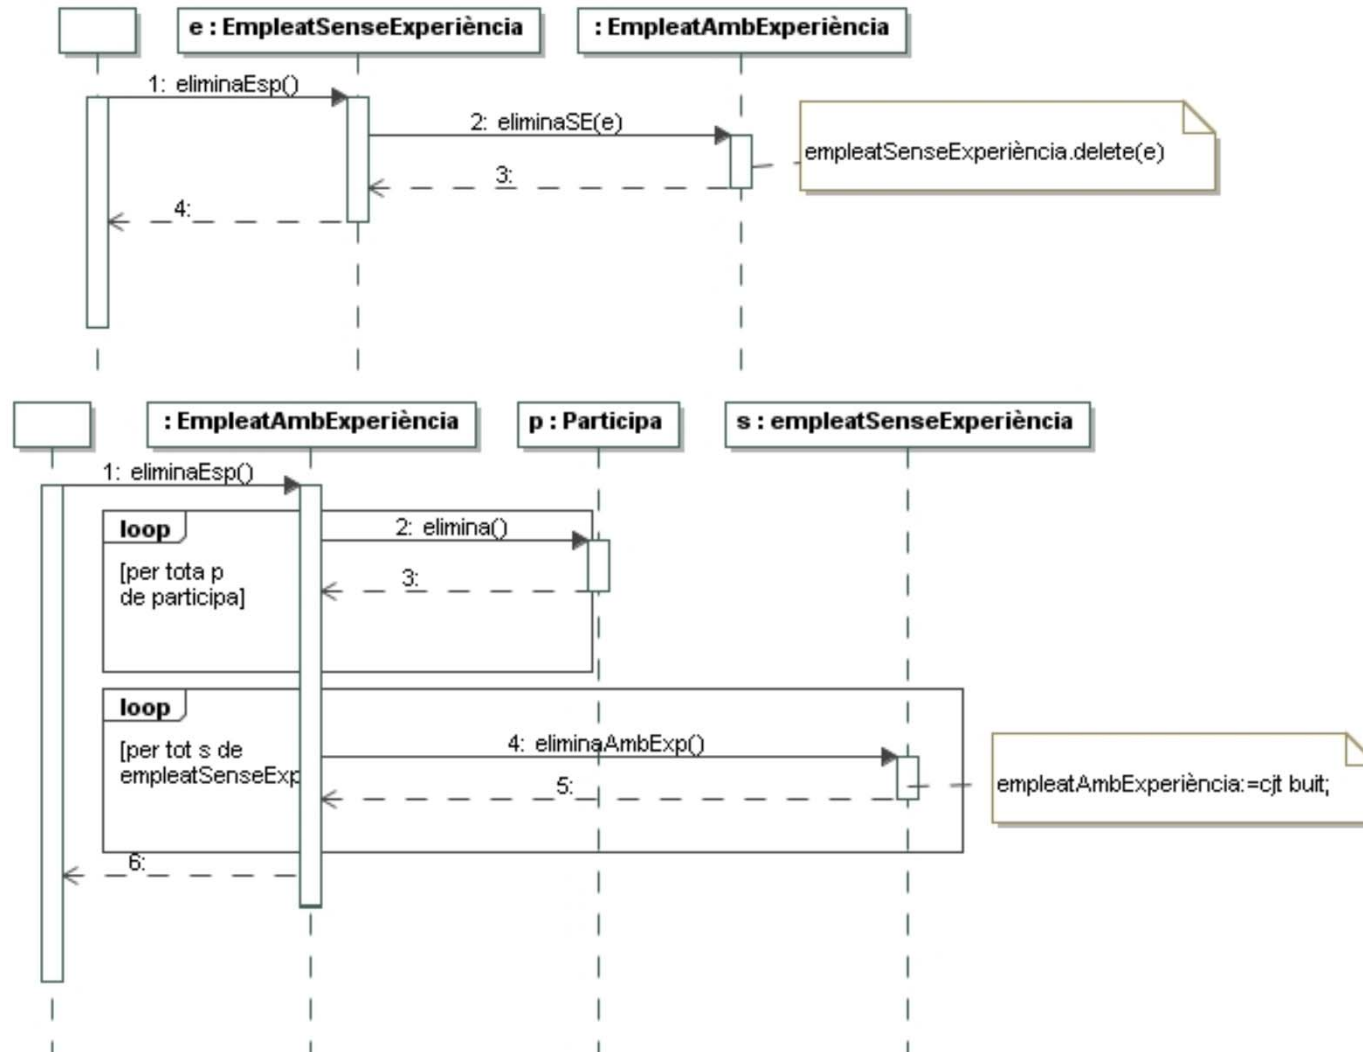 e : EmpleatSenseExperiència
: EmpleatAmbExperiència
1: eliminaEsp()
2: eliminaSE(e)
empleatSenseExperiència.delete(e)
3:
4:
: EmpleatAmbExperiència
p : Participa
s : empleatSenseExperiència
1: eliminaEsp()
loop
2: elimina()
[per tota p
de participa]
3:
loop
[per tot s de
empleatSenseExp
4: eliminaAmbExp()
5:
empleatAmbExperiència:=cjt buit;
6: